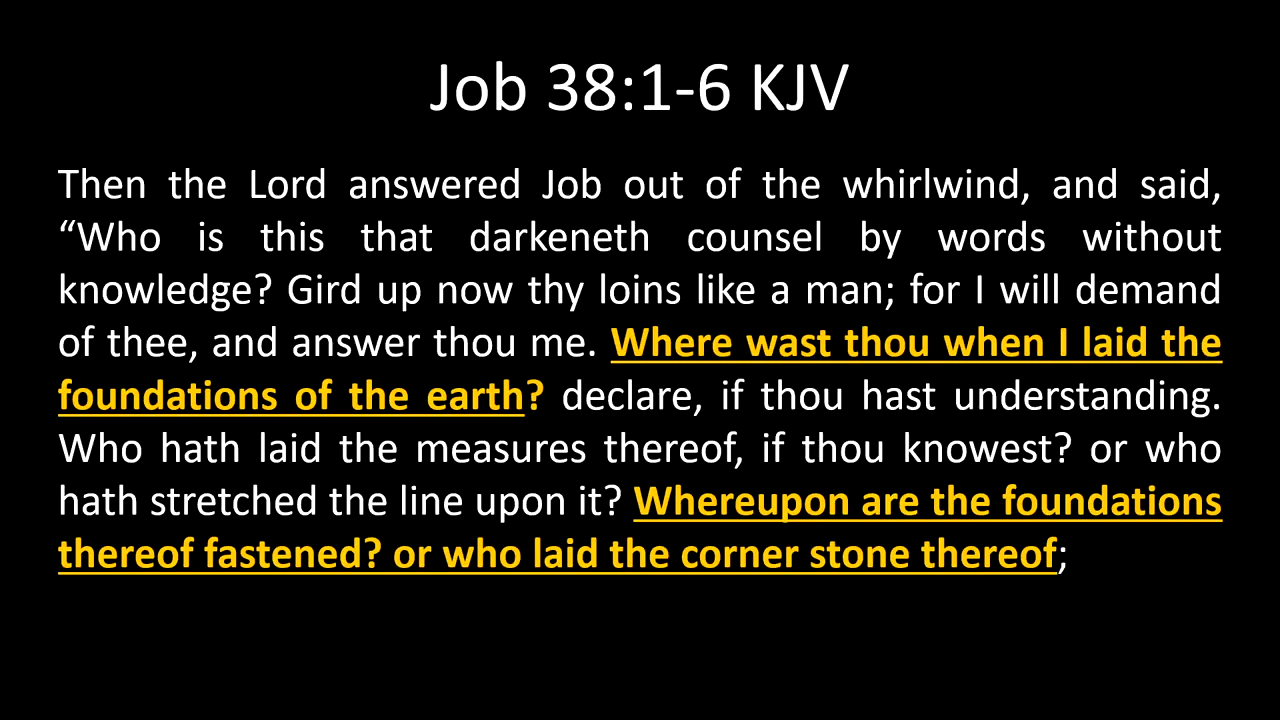 Job 38:1-6 KJV
Then the Lord answered Job out of the whirlwind, and said,
“Who is this that darkeneth counsel by words without
knowledge? Gird up now thy loins like a man; for I will demand
of thee, and answer thou me. Where wast thou when I laid the
foundations of the earth? declare, if thou hast understanding.
Who hath laid the measures thereof, if thou knowest? or who
hath stretched the line upon it? Whereupon are the foundations
thereof fastened? or who laid the corner stone thereof;